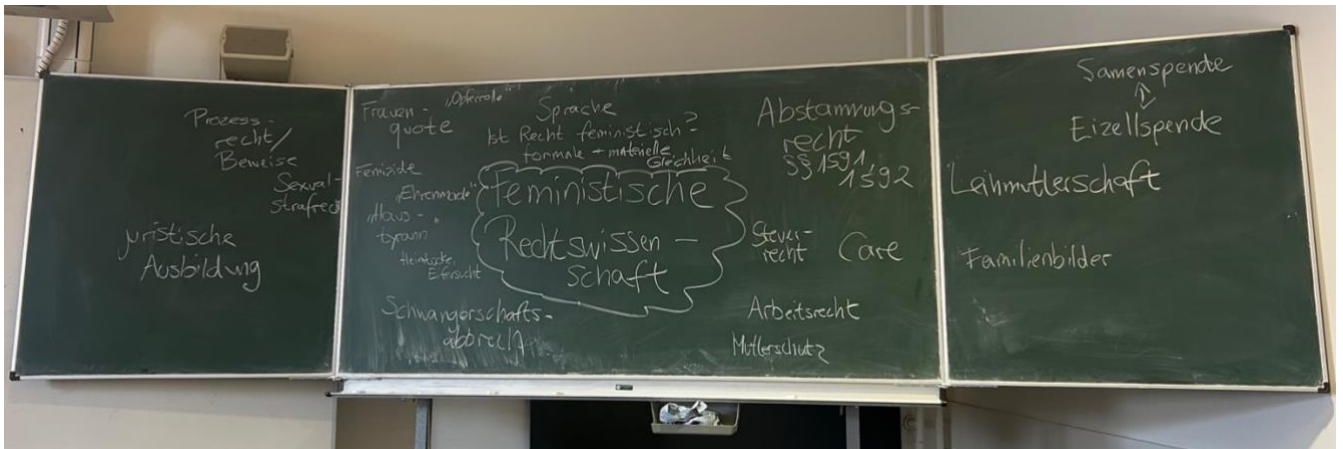 Prozess-
recht/
Beweise
Sexual-
strafrec
juristische
Ausbildung
Frauen-
quote
"Opferrolle"
Sprache
Ist Recht feministisch?
formale + materielle
Gleichheit
Femizide
"Ehrenmorde"
"Haus-
tyrann"
Heimtücke,
Eifersucht
Feministische
Rechtswissen-
schaft
Schwangerschafts-
abbruch
Abstammungs-
recht
§§ 1591,
1592
Steuer-
recht
Care
Arbeitsrecht
Mutterschutz
Samenspende
↕
Eizellspende
Leihmutterschaft
Familienbilder